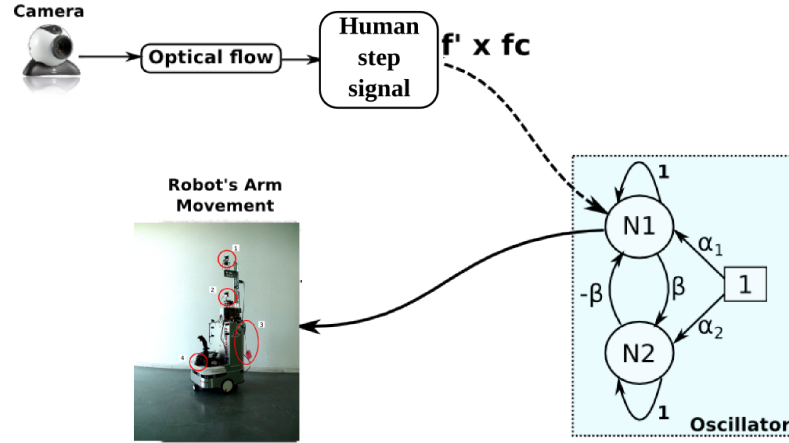 Camera
Optical flow
Human
step
signal
f' x fc
Robot's Arm
Movement
1
2
3
4
1
N1
α1
1
-β
β
α2
N2
1
Oscillator